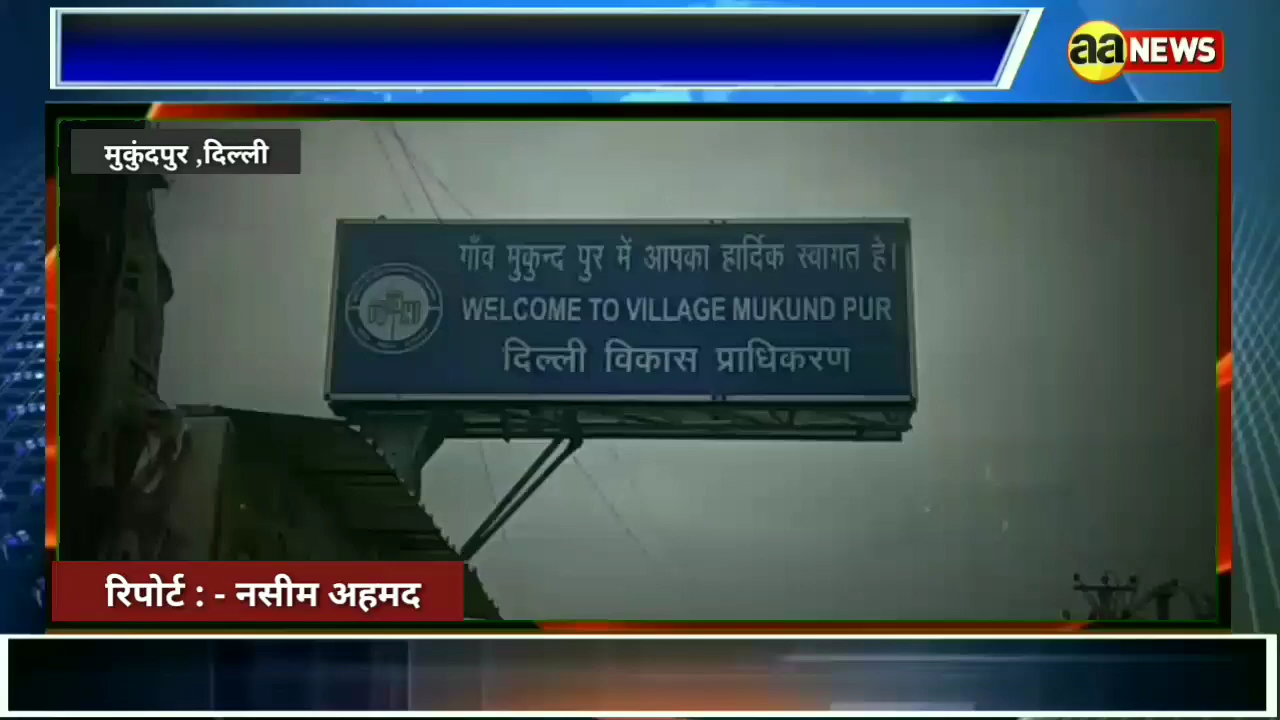 aa NEWS
मुकुंदपुर ,दिल्ली
गाँव मुकुन्द पुर में आपका हार्दिक स्वागत है।
WELCOME TO VILLAGE MUKUND PUR
दिल्ली विकास प्राधिकरण
रिपोर्ट : - नसीम अहमद